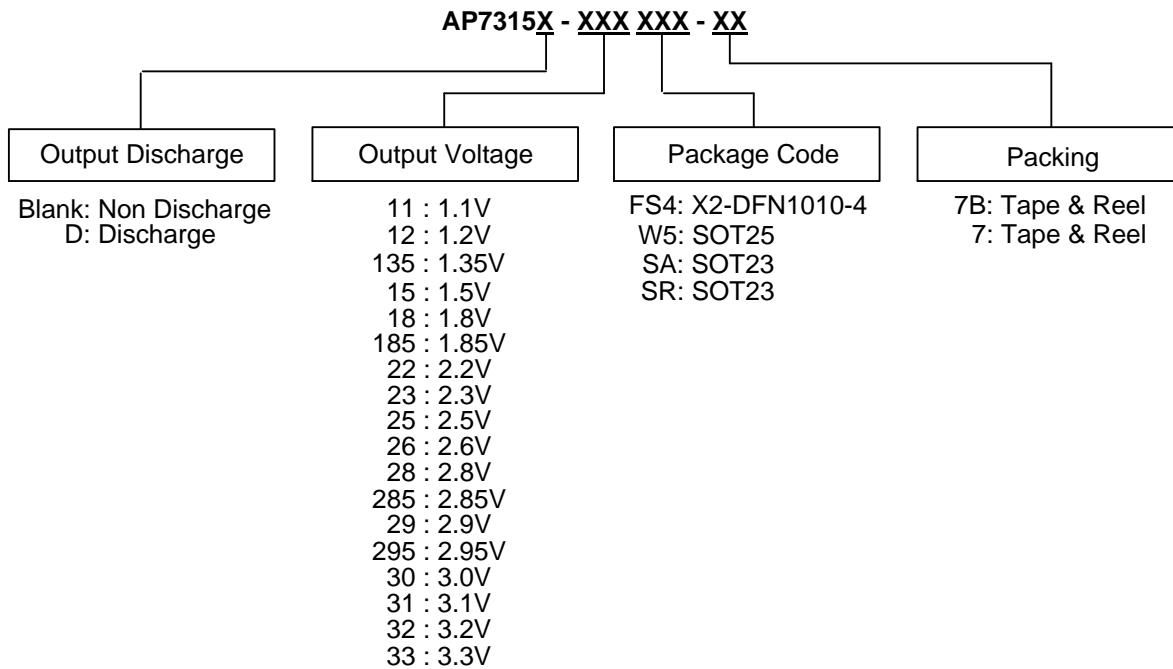 AP7315X - XXX XXX - XX
Output Discharge
Blank: Non Discharge
D: Discharge
Output Voltage
11 : 1.1V
12 : 1.2V
135 : 1.35V
15 : 1.5V
18 : 1.8V
185 : 1.85V
22 : 2.2V
23 : 2.3V
25 : 2.5V
26 : 2.6V
28 : 2.8V
285 : 2.85V
29 : 2.9V
295 : 2.95V
30 : 3.0V
31 : 3.1V
32 : 3.2V
33 : 3.3V
Package Code
FS4: X2-DFN1010-4
W5: SOT25
SA: SOT23
SR: SOT23
Packing
7B: Tape & Reel
7: Tape & Reel